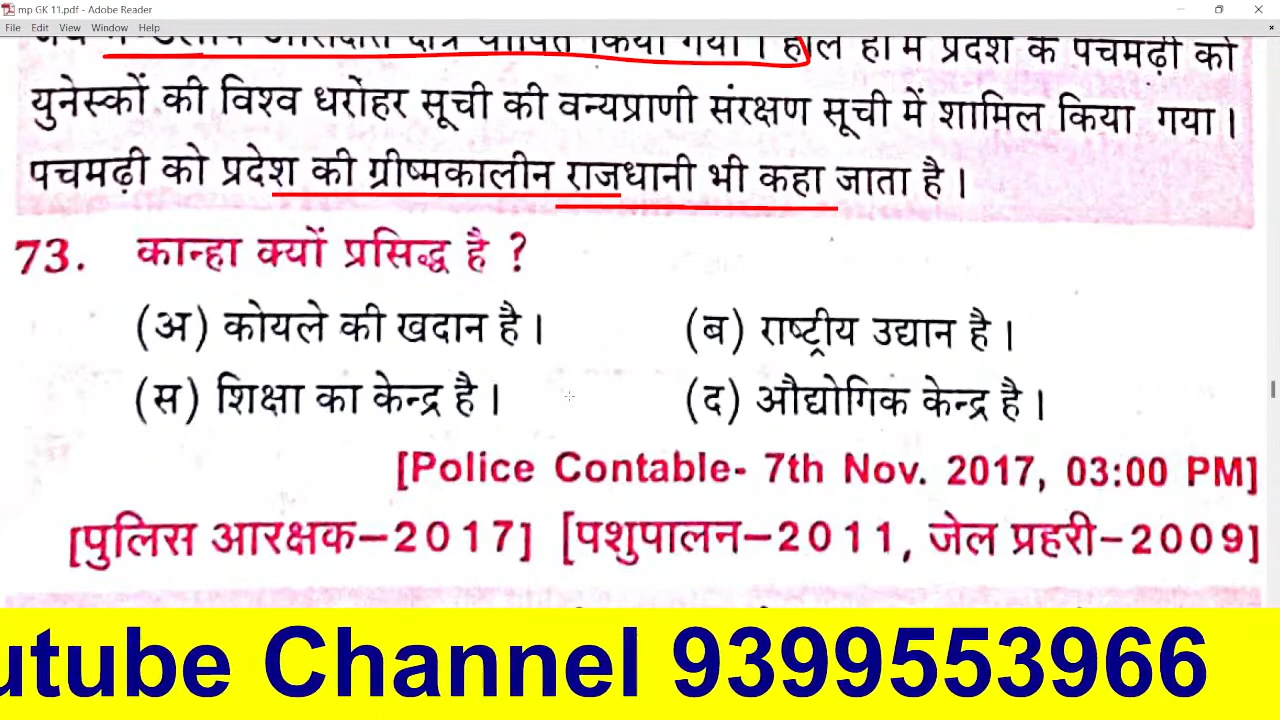 mp GK 11.pdf - Adobe Reader
File Edit View Window Help
किया गया । हाल ही में प्रदेश के पचमढ़ी को
युनेस्कों की विश्व धरोंहर सूची की वन्यप्राणी संरक्षण सूची में शामिल किया गया।
पचमढ़ी को प्रदेश की ग्रीष्मकालीन राजधानी भी कहा जाता है।
73. कान्हा क्यों प्रसिद्ध है ?
(अ) कोयले की खदान है। (ब) राष्ट्रीय उद्यान है।
(स) शिक्षा का केन्द्र है। (द) औद्योगिक केन्द्र है।
[Police Contable- 7th Nov. 2017, 03:00 PM]
[पुलिस आरक्षक–2017] [पशुपालन–2011, जेल प्रहरी–2009]
utube Channel 9399553966